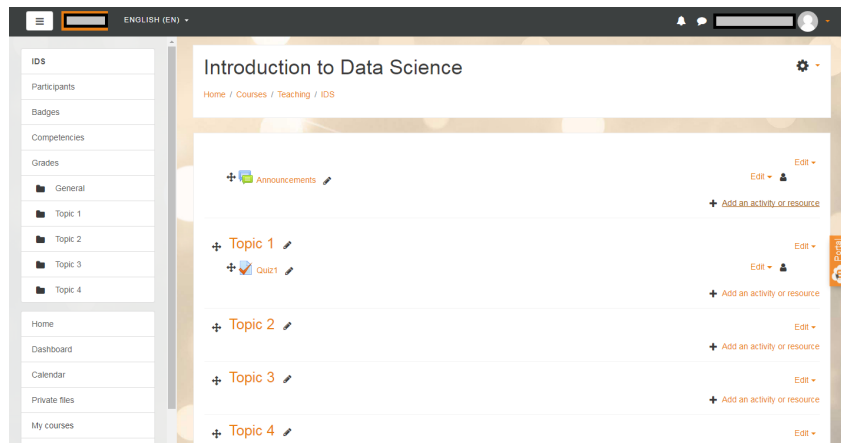 ENGLISH (EN)
IDS
Participants
Badges
Competencies
Grades
General
Topic 1
Topic 2
Topic 3
Topic 4
Home
Dashboard
Calendar
Private files
My courses
Introduction to Data Science
Home / Courses / Teaching / IDS
Edit
Announcements
Edit
Add an activity or resource
Topic 1
Edit
Quiz1
Edit
Add an activity or resource
Topic 2
Edit
Add an activity or resource
Topic 3
Edit
Add an activity or resource
Topic 4
Edit
Portal